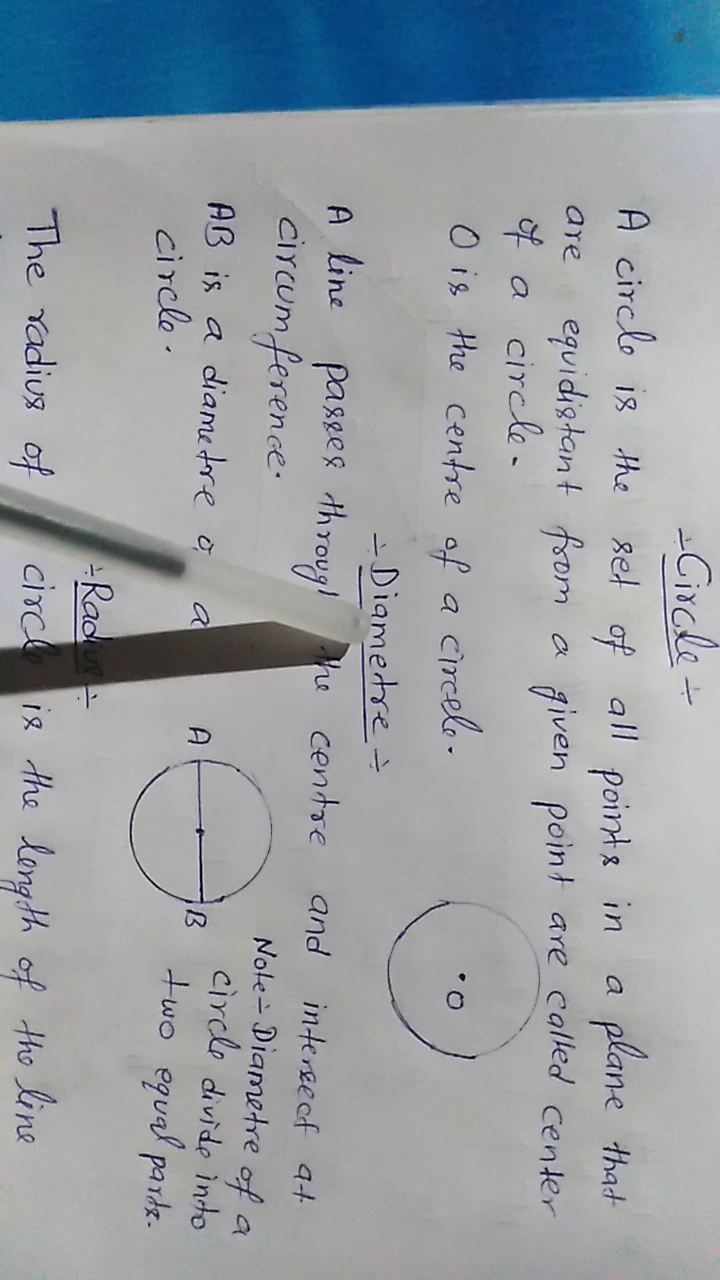 ÷Circle÷
A circle is the set of all points in a plane that
are equidistant from a given point are called center
of a circle.
O is the centre of a circle.
O
÷Diametre÷
A line passes through the centre and intersect at
circumference.
AB is a diametre of a
circle.
A
B
Note÷Diametre of a
circle divide into
two equal parts.
÷Radius÷
The radius of circle is the length of the line